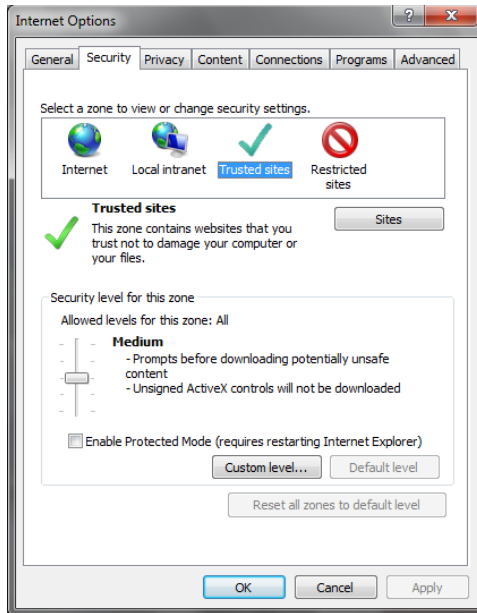 Internet Options
?
X
General Security Privacy Content Connections Programs Advanced
Select a zone to view or change security settings.
Internet Local intranet Trusted sites Restricted
sites
Trusted sites
Sites
This zone contains websites that you
trust not to damage your computer or
your files.
Security level for this zone
Allowed levels for this zone: All
Medium
- Prompts before downloading potentially unsafe
content
- Unsigned ActiveX controls will not be downloaded
Enable Protected Mode (requires restarting Internet Explorer)
Custom level... Default level
Reset all zones to default level
OK Cancel Apply